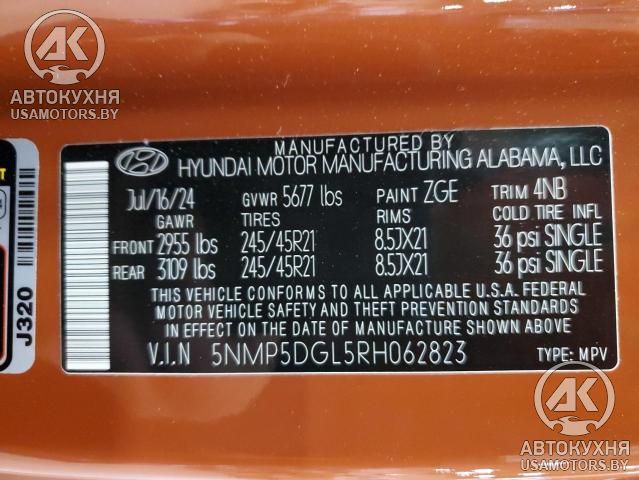 АК
АВТОКУХНЯ
USAMOTORS.BY
MANUFACTURED BY
HYUNDAI MOTOR MANUFACTURING ALABAMA, LLC
Jul/16/24 GVWR 5677 lbs PAINT ZGE TRIM 4NB
GAWR TIRES RIMS COLD TIRE INFL
FRONT 2955 lbs 245/45R21 8.5JX21 36 psi SINGLE
REAR 3109 lbs 245/45R21 8.5JX21 36 psi SINGLE
THIS VEHICLE CONFORMS TO ALL APPLICABLE U.S.A. FEDERAL
MOTOR VEHICLE SAFETY AND THEFT PREVENTION STANDARDS
IN EFFECT ON THE DATE OF MANUFACTURE SHOWN ABOVE.
V.I.N 5NMP5DGL5RH062823 TYPE: MPV
J320
АК
АВТОКУХНЯ
USAMOTORS.BY